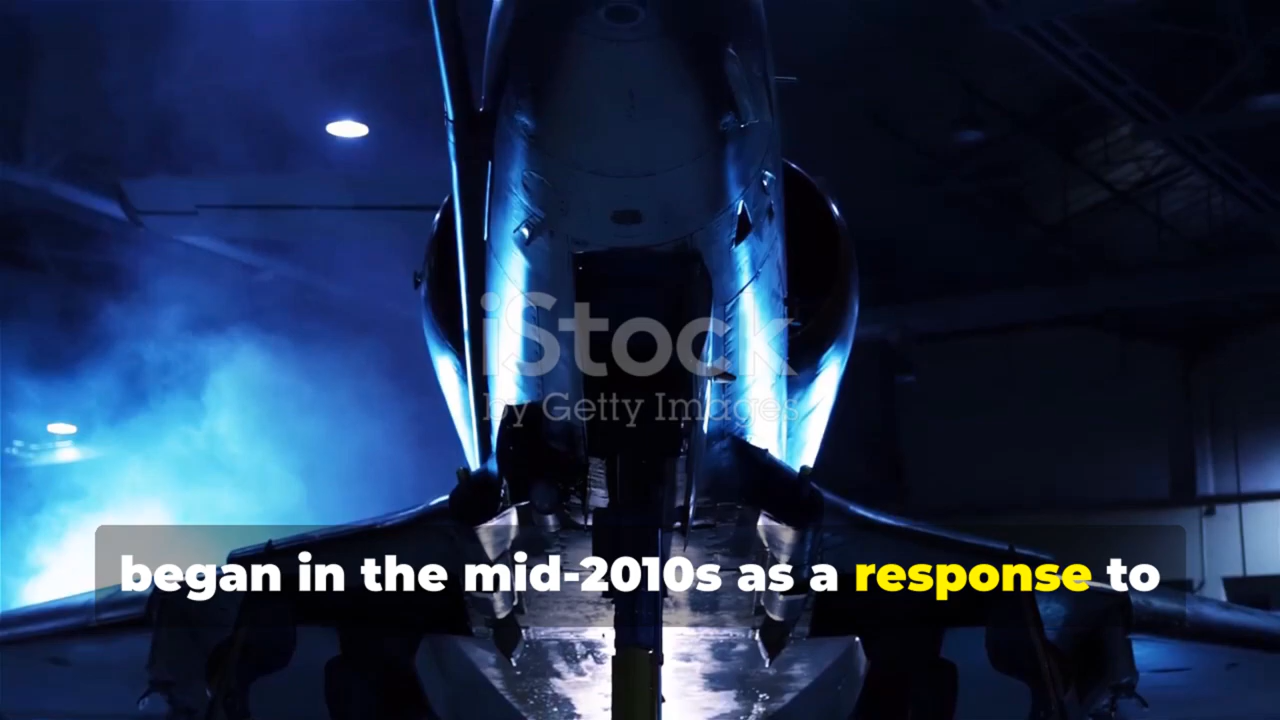 iStock
by Getty Images
began in the mid-2010s as a response to